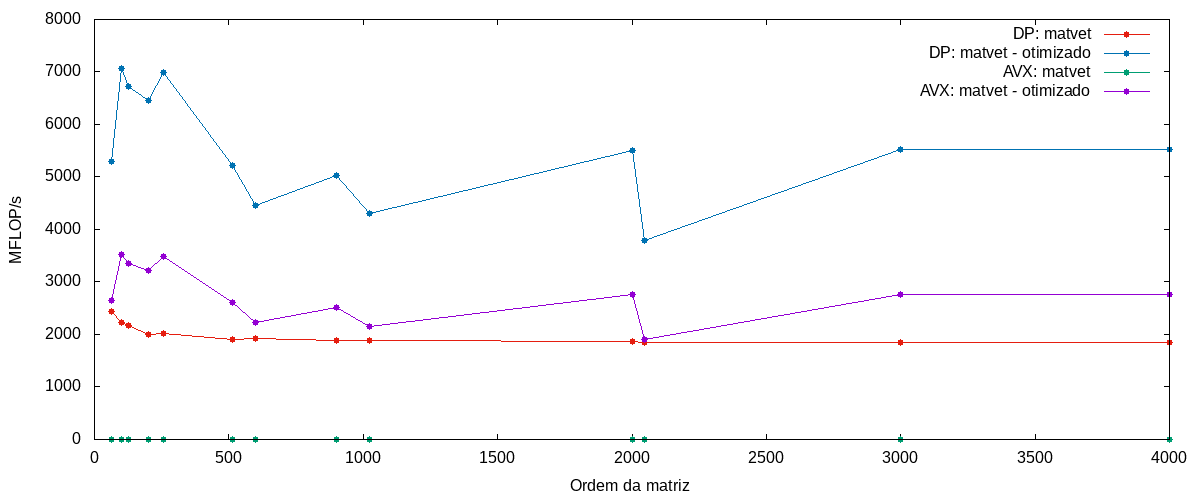 8000
7000
6000
5000
4000
3000
2000
1000
0
MFLOP/s
DP: matvet
DP: matvet - otimizado
AVX: matvet
AVX: matvet - otimizado
0 500 1000 1500 2000 2500 3000 3500 4000
Ordem da matriz